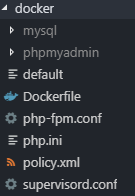 docker
mysql
phpmyadmin
default
Dockerfile
php-fpm.conf
php.ini
policy.xml
supervisord.conf